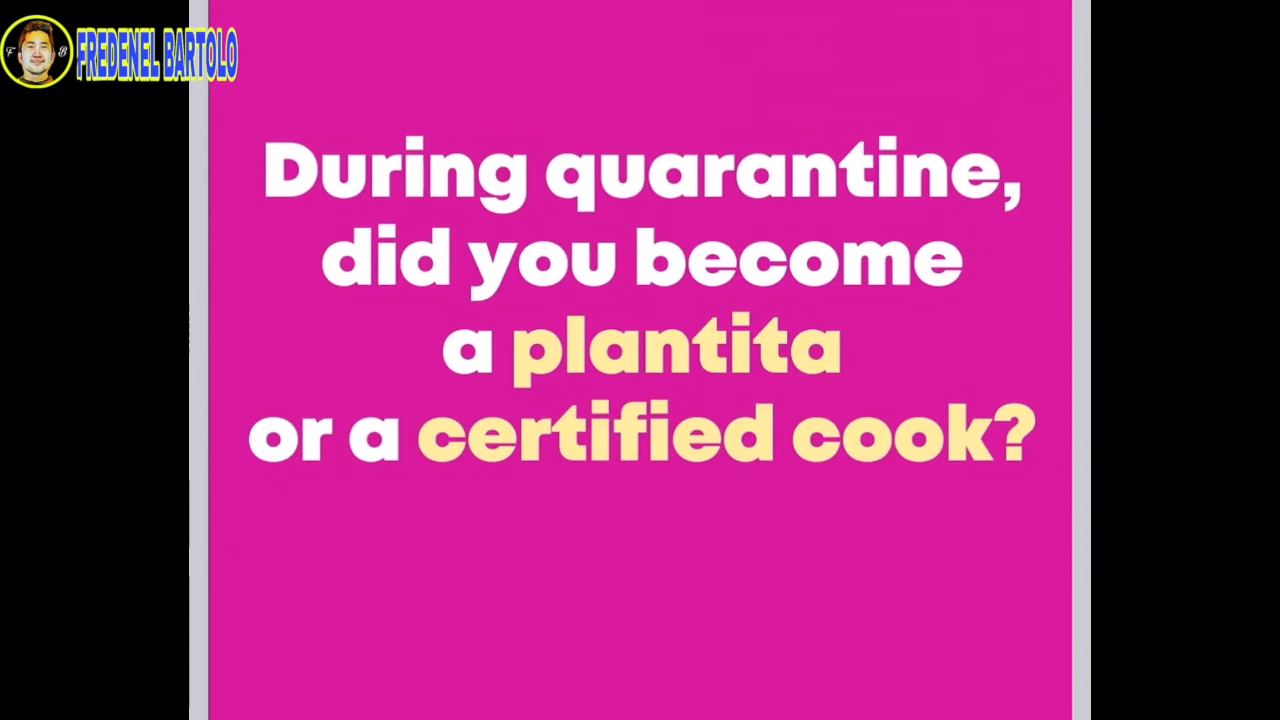 F B FREDENEL BARTOLO
During quarantine,
did you become
a plantita
or a certified cook?